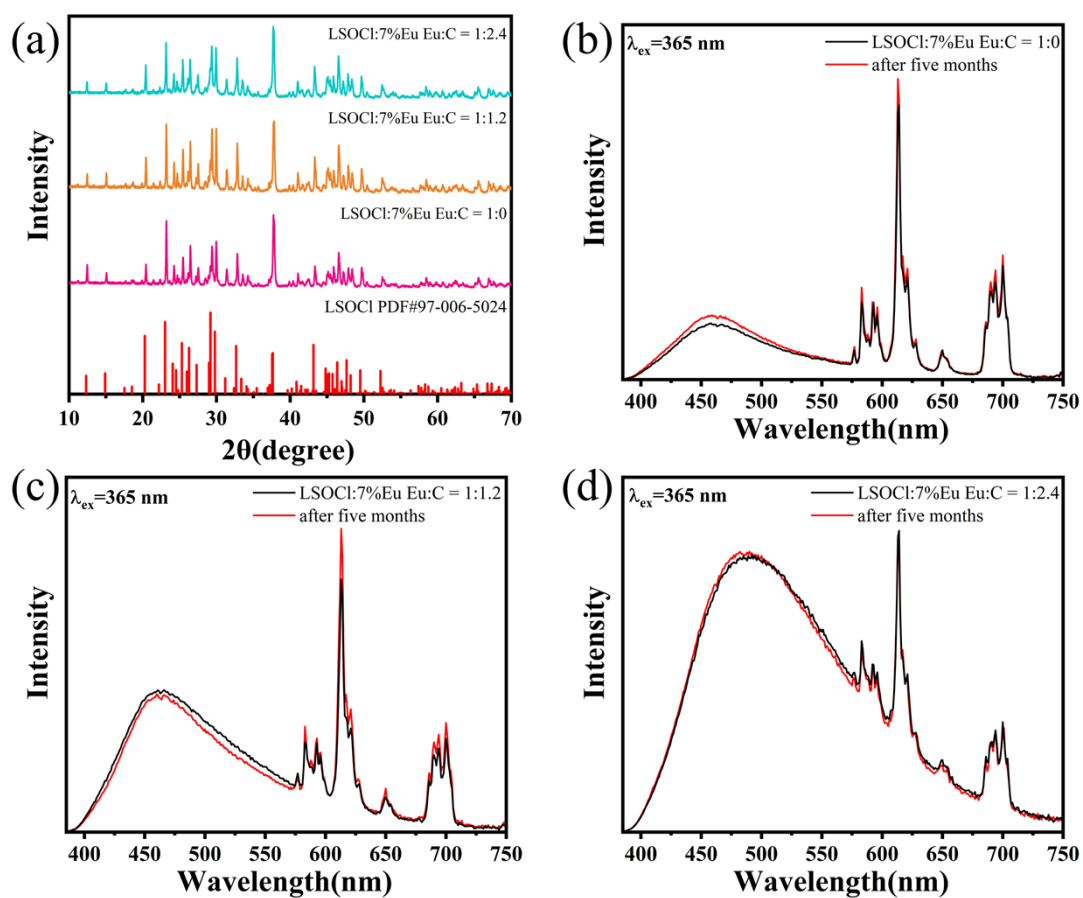 (a)
LSOCl:7%Eu Eu:C = 1:2.4
LSOCl:7%Eu Eu:C = 1:1.2
LSOCl:7%Eu Eu:C = 1:0
LSOCl PDF#97-006-5024
Intensity
10 20 30 40 50 60 70
2θ(degree)
(b)
λex=365 nm
LSOCl:7%Eu Eu:C = 1:0
after five months
Intensity
400 450 500 550 600 650 700 750
Wavelength(nm)
(c)
λex=365 nm
LSOCl:7%Eu Eu:C = 1:1.2
after five months
Intensity
400 450 500 550 600 650 700 750
Wavelength(nm)
(d)
λex=365 nm
LSOCl:7%Eu Eu:C = 1:2.4
after five months
Intensity
400 450 500 550 600 650 700 750
Wavelength(nm)